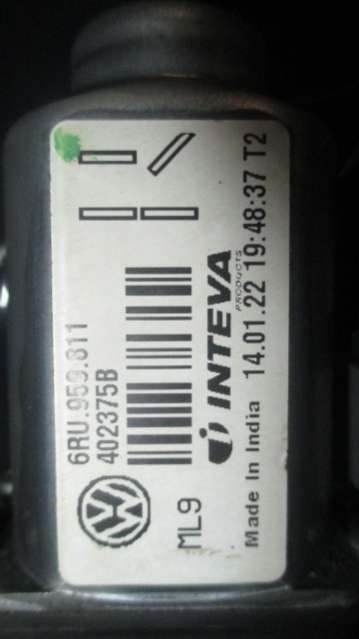 6RU.959.811
402375B
ML9
INTEVA
PRODUCTS
Made In India 14.01.22 19:48:37 T2